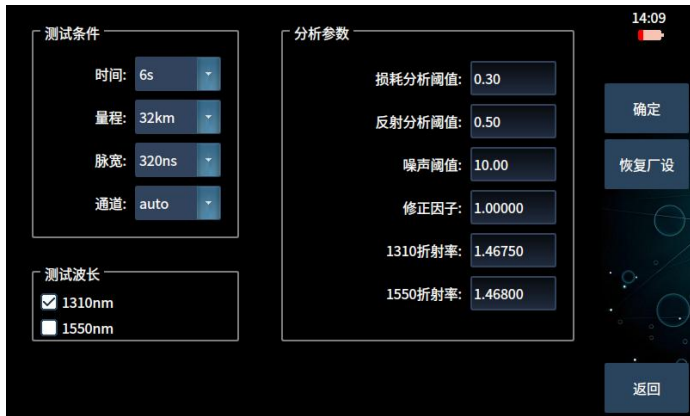 14:09
测试条件
时间: 6s
量程: 32km
脉宽: 320ns
通道: auto
测试波长
1310nm
1550nm
分析参数
损耗分析阈值: 0.30
反射分析阈值: 0.50
噪声阈值: 10.00
修正因子: 1.00000
1310折射率: 1.46750
1550折射率: 1.46800
确定
恢复厂设
返回